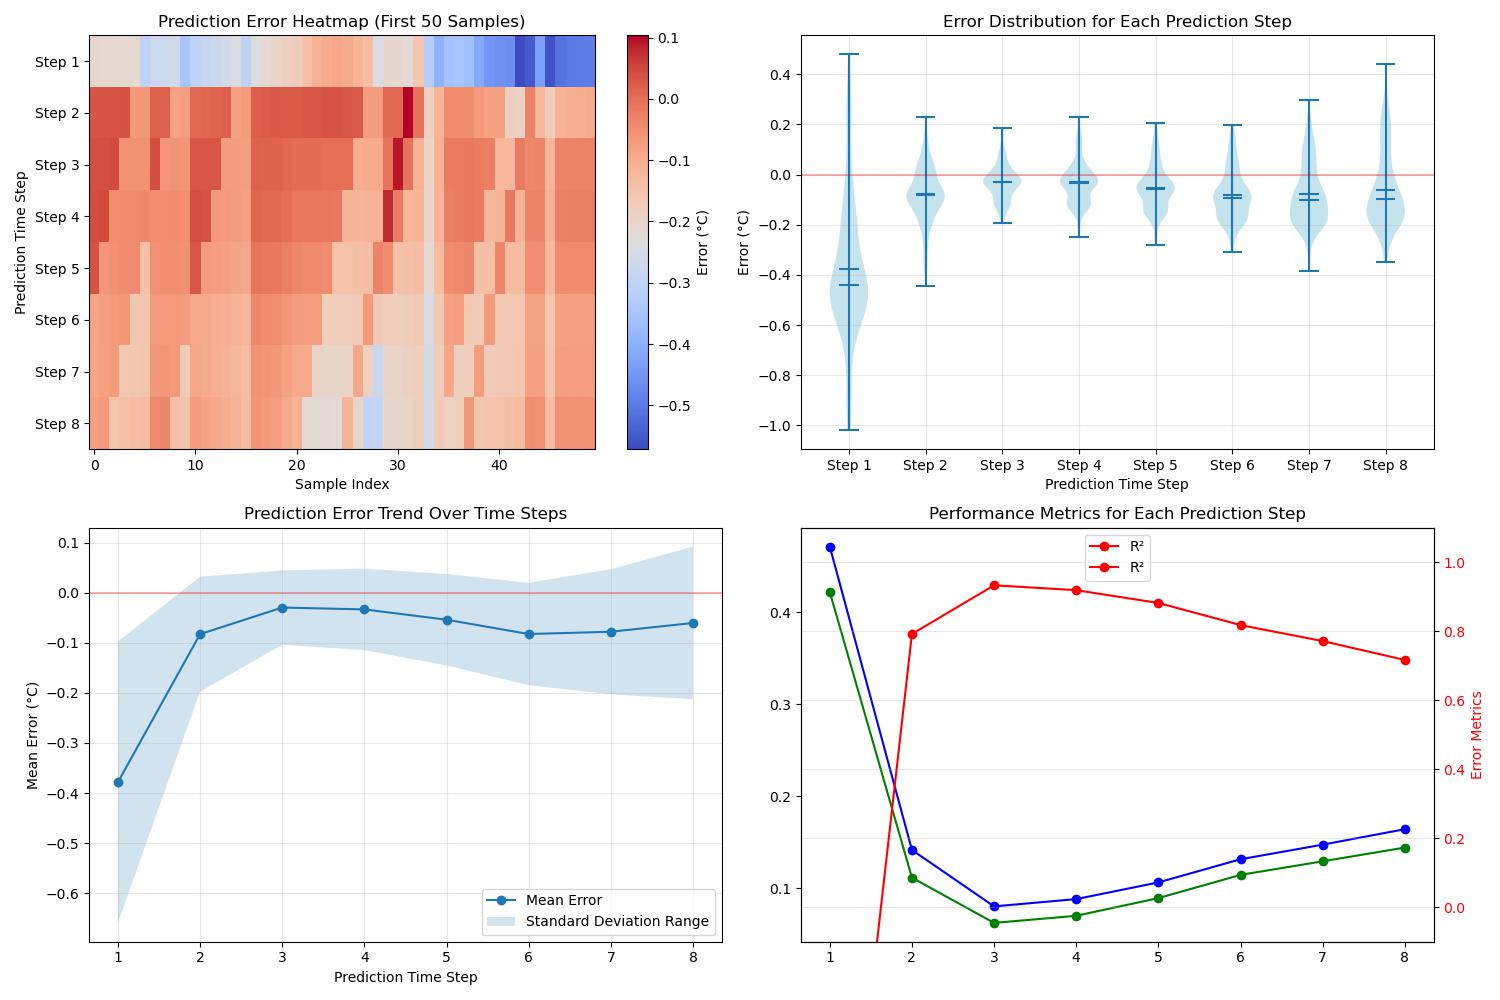 Prediction Error Heatmap (First 50 Samples)
Prediction Time Step
Step 1
Step 2
Step 3
Step 4
Step 5
Step 6
Step 7
Step 8
0
10
20
30
40
Sample Index
0.1
0.0
−0.1
−0.2
−0.3
−0.4
−0.5
Error (°C)
Error Distribution for Each Prediction Step
Error (°C)
0.4
0.2
0.0
−0.2
−0.4
−0.6
−0.8
−1.0
Step 1
Step 2
Step 3
Step 4
Step 5
Step 6
Step 7
Step 8
Prediction Time Step
Prediction Error Trend Over Time Steps
Mean Error (°C)
0.1
0.0
−0.1
−0.2
−0.3
−0.4
−0.5
−0.6
Mean Error
Standard Deviation Range
1
2
3
4
5
6
7
8
Prediction Time Step
Performance Metrics for Each Prediction Step
R²
R²
0.4
0.3
0.2
0.1
1
2
3
4
5
6
7
8
1.0
0.8
0.6
0.4
0.2
0.0
Error Metrics